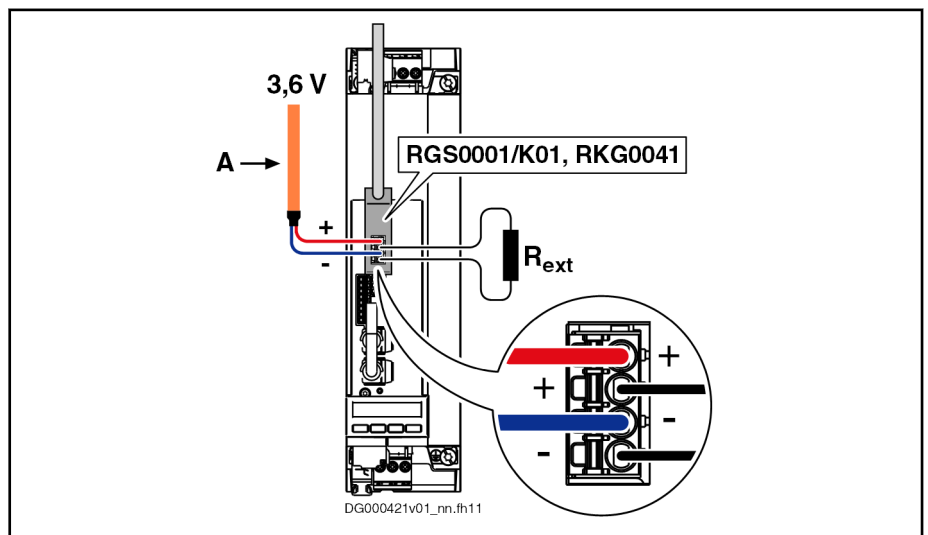 3,6 V
A
RGS0001/K01, RKG0041
+
-
Rext
+
+
-
-
DG000421v01_nn.fh11